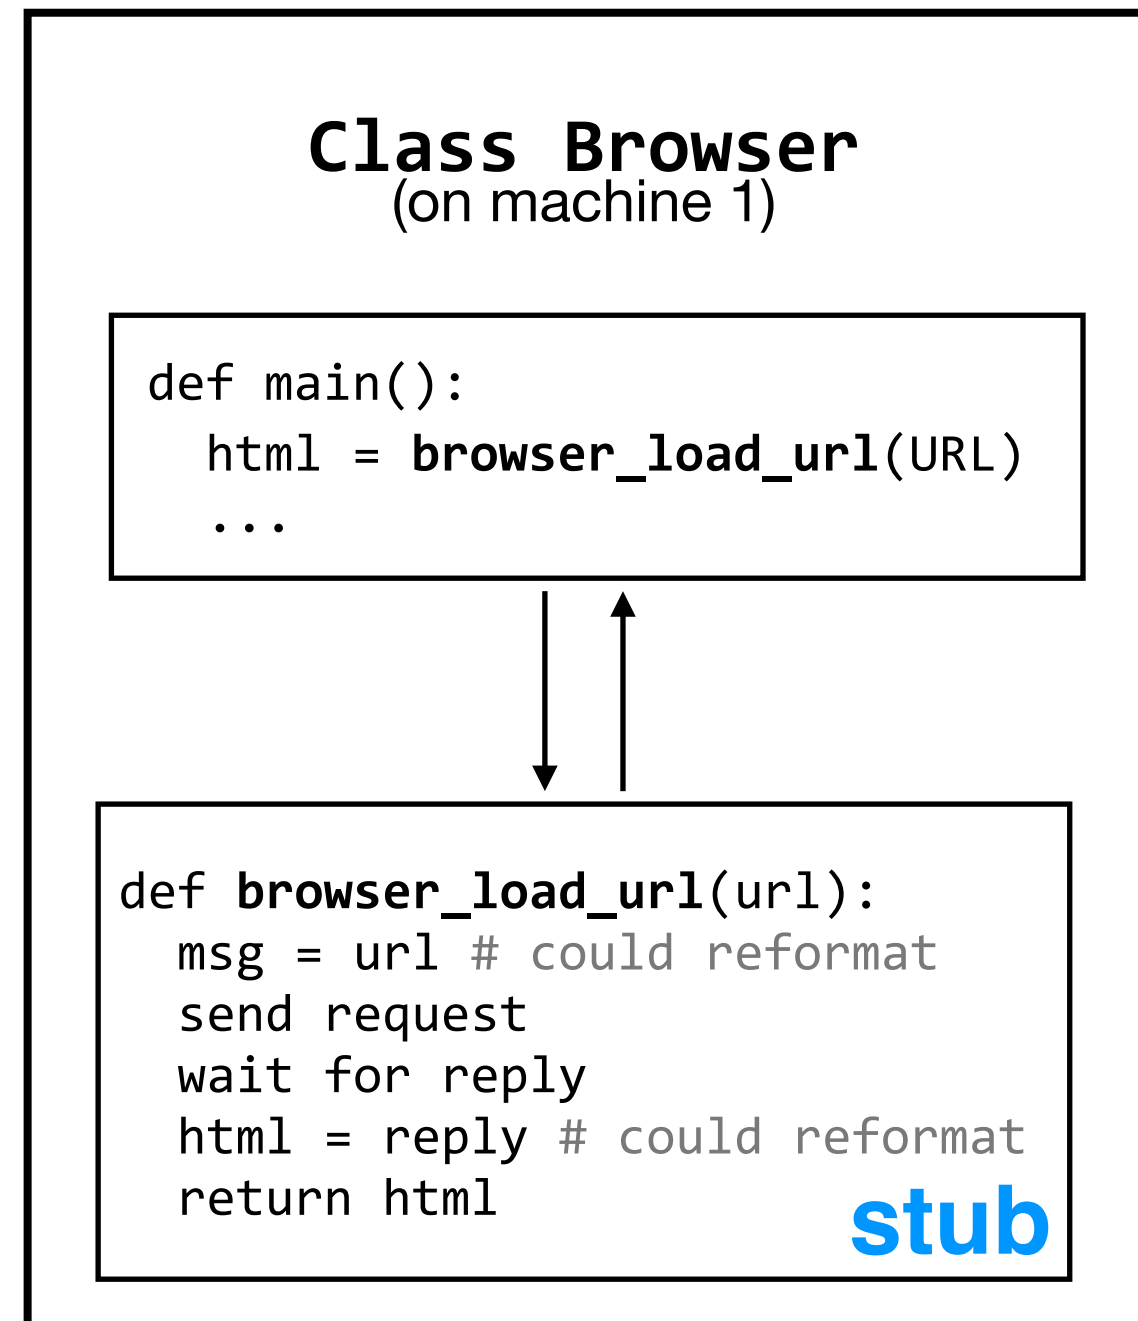 Class Browser
(on machine 1)
def main():
  html = browser_load_url(URL)
  ...
def browser_load_url(url):
  msg = url # could reformat
  send request
  wait for reply
  html = reply # could reformat
  return html
stub